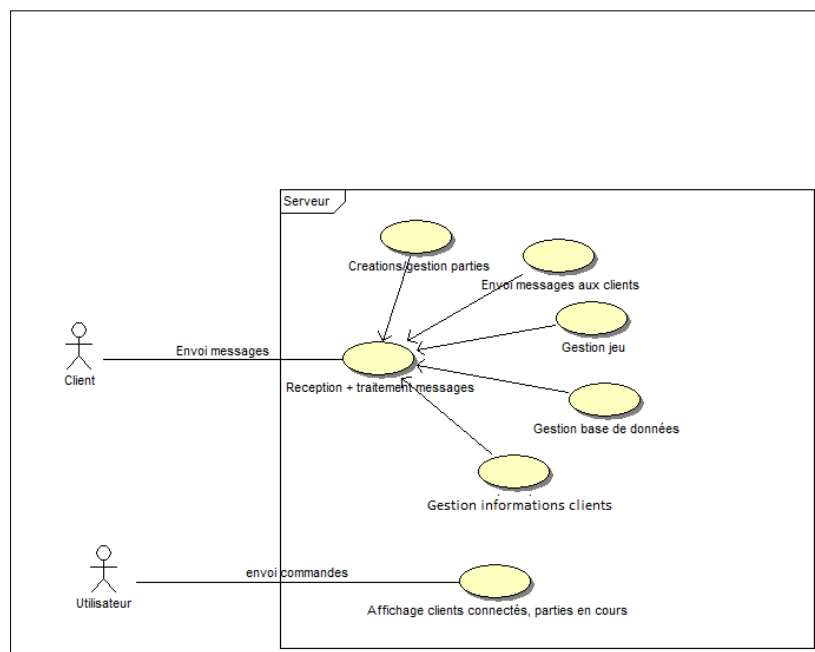 Serveur
Creations/gestion parties
Envoi messages aux clients
Gestion jeu
Envoi messages
Client
Reception + traitement messages
Gestion base de données
Gestion informations clients
envoi commandes
Utilisateur
Affichage clients connectés, parties en cours